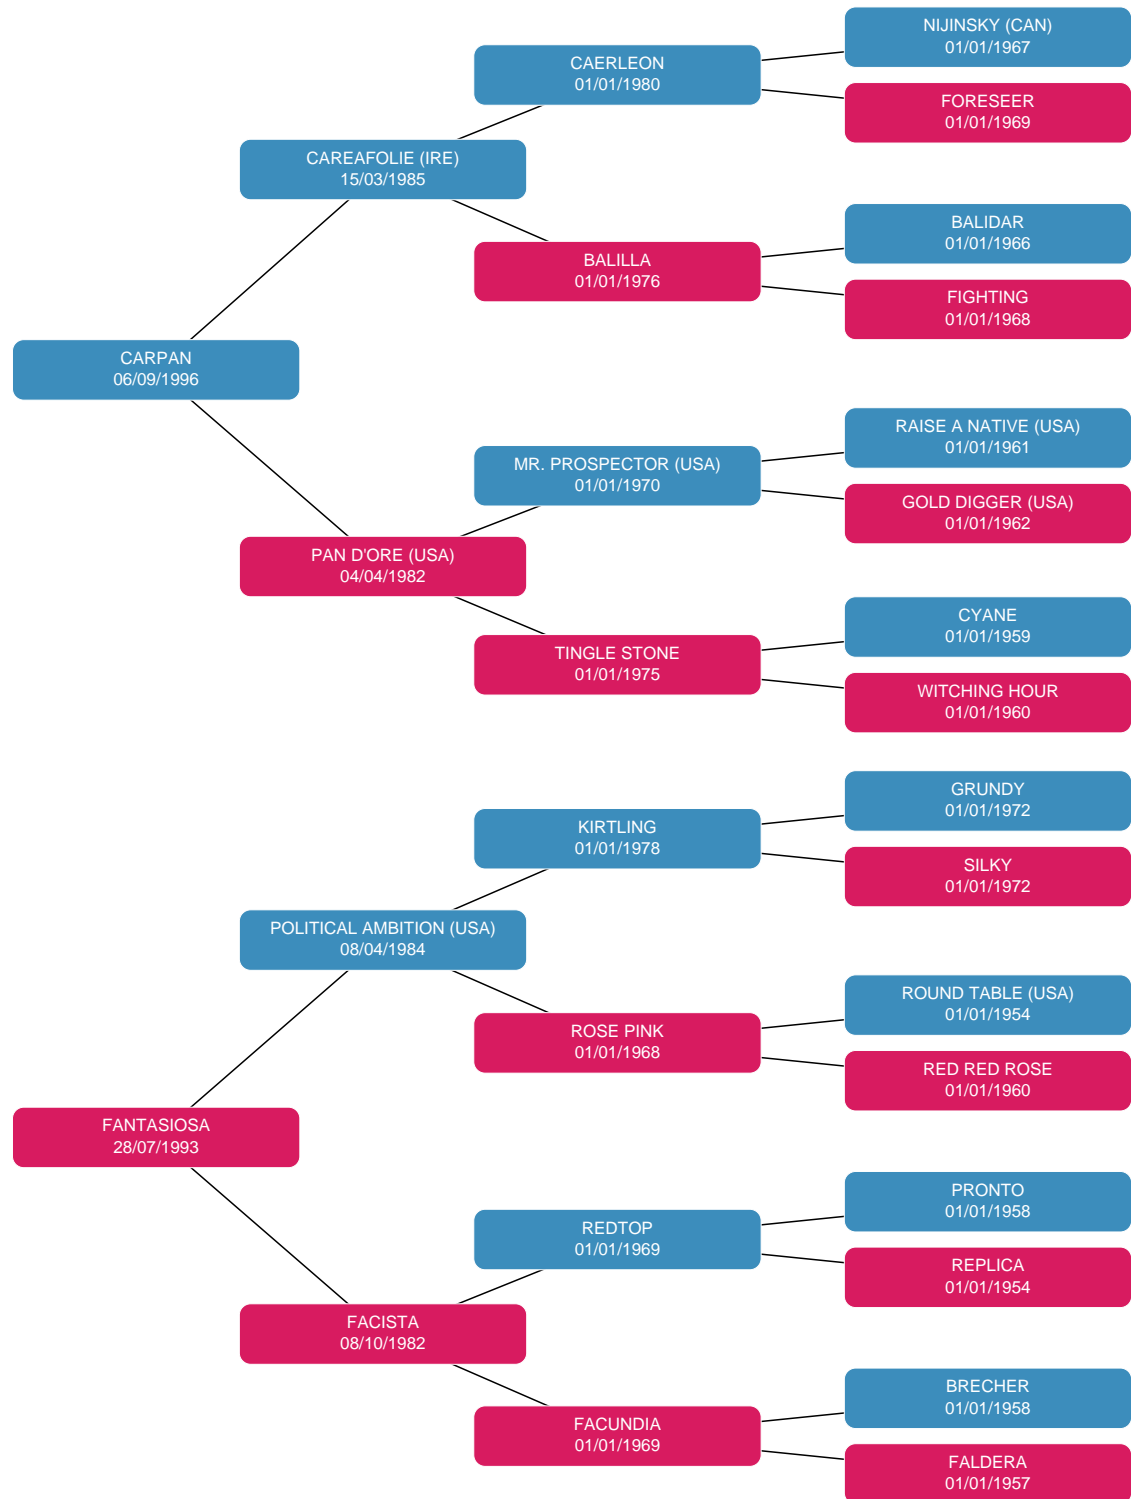 NIJINSKY (CAN)
01/01/1967
CAERLEON
01/01/1980
FORESEER
01/01/1969
CAREAFOLIE (IRE)
15/03/1985
BALIDAR
01/01/1966
BALILLA
01/01/1976
FIGHTING
01/01/1968
CARPAN
06/09/1996
RAISE A NATIVE (USA)
01/01/1961
MR. PROSPECTOR (USA)
01/01/1970
GOLD DIGGER (USA)
01/01/1962
PAN D'ORE (USA)
04/04/1982
CYANE
01/01/1959
TINGLE STONE
01/01/1975
WITCHING HOUR
01/01/1960
GRUNDY
01/01/1972
KIRTLING
01/01/1978
SILKY
01/01/1972
POLITICAL AMBITION (USA)
08/04/1984
ROUND TABLE (USA)
01/01/1954
ROSE PINK
01/01/1968
RED RED ROSE
01/01/1960
FANTASIOSA
28/07/1993
PRONTO
01/01/1958
REDTOP
01/01/1969
REPLICA
01/01/1954
FACISTA
08/10/1982
BRECHER
01/01/1958
FACUNDIA
01/01/1969
FALDERA
01/01/1957